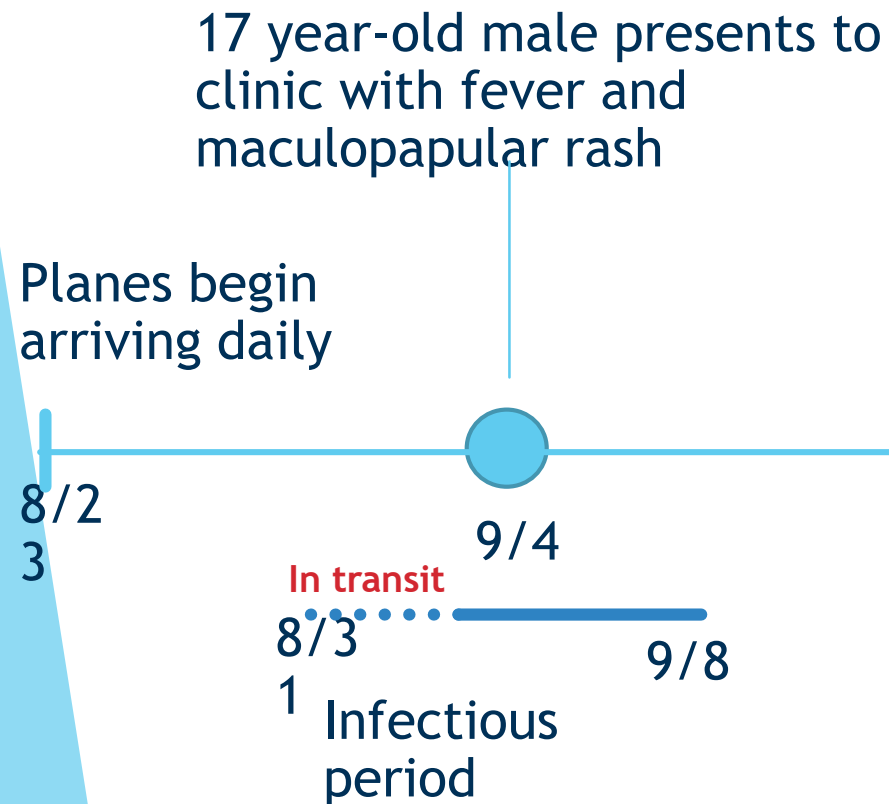 17 year-old male presents to
clinic with fever and
maculopapular rash
Planes begin
arriving daily
8/2
3
9/4
In transit
8/3
1
9/8
Infectious
period